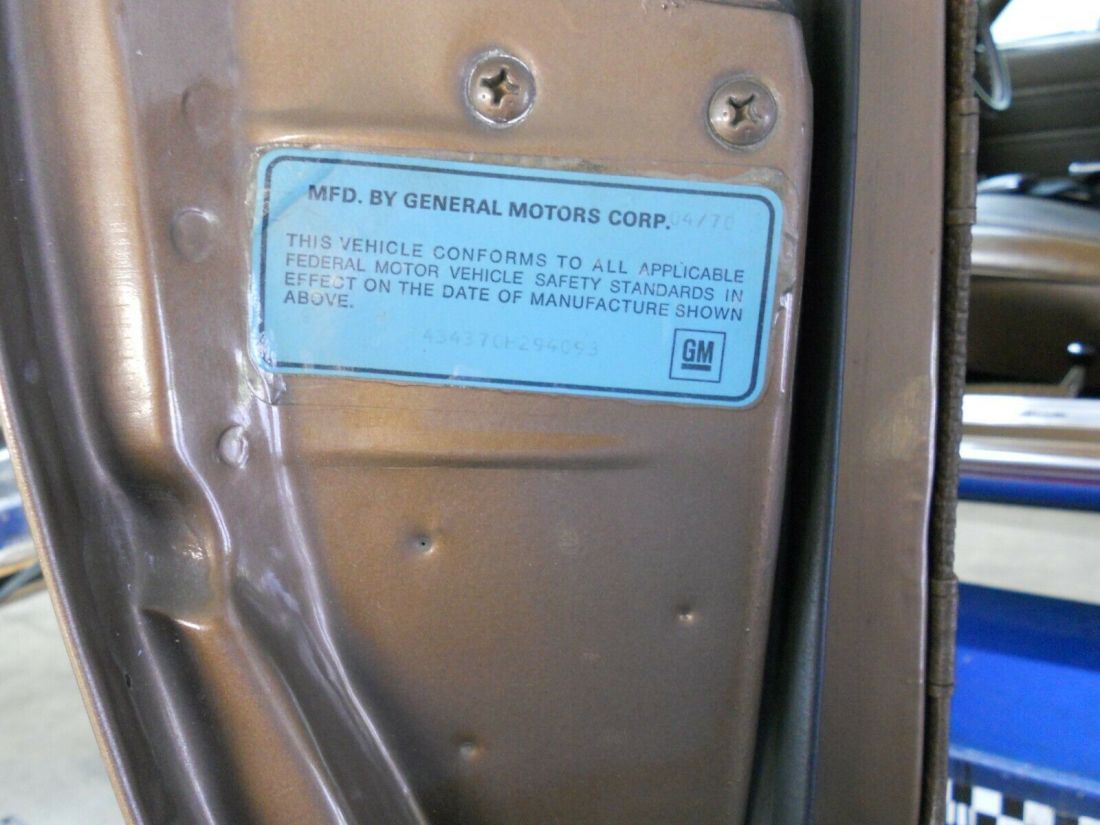 MFD. BY GENERAL MOTORS CORP. 04/70
THIS VEHICLE CONFORMS TO ALL APPLICABLE
FEDERAL MOTOR VEHICLE SAFETY STANDARDS IN
EFFECT ON THE DATE OF MANUFACTURE SHOWN
ABOVE.
434370H294093
GM